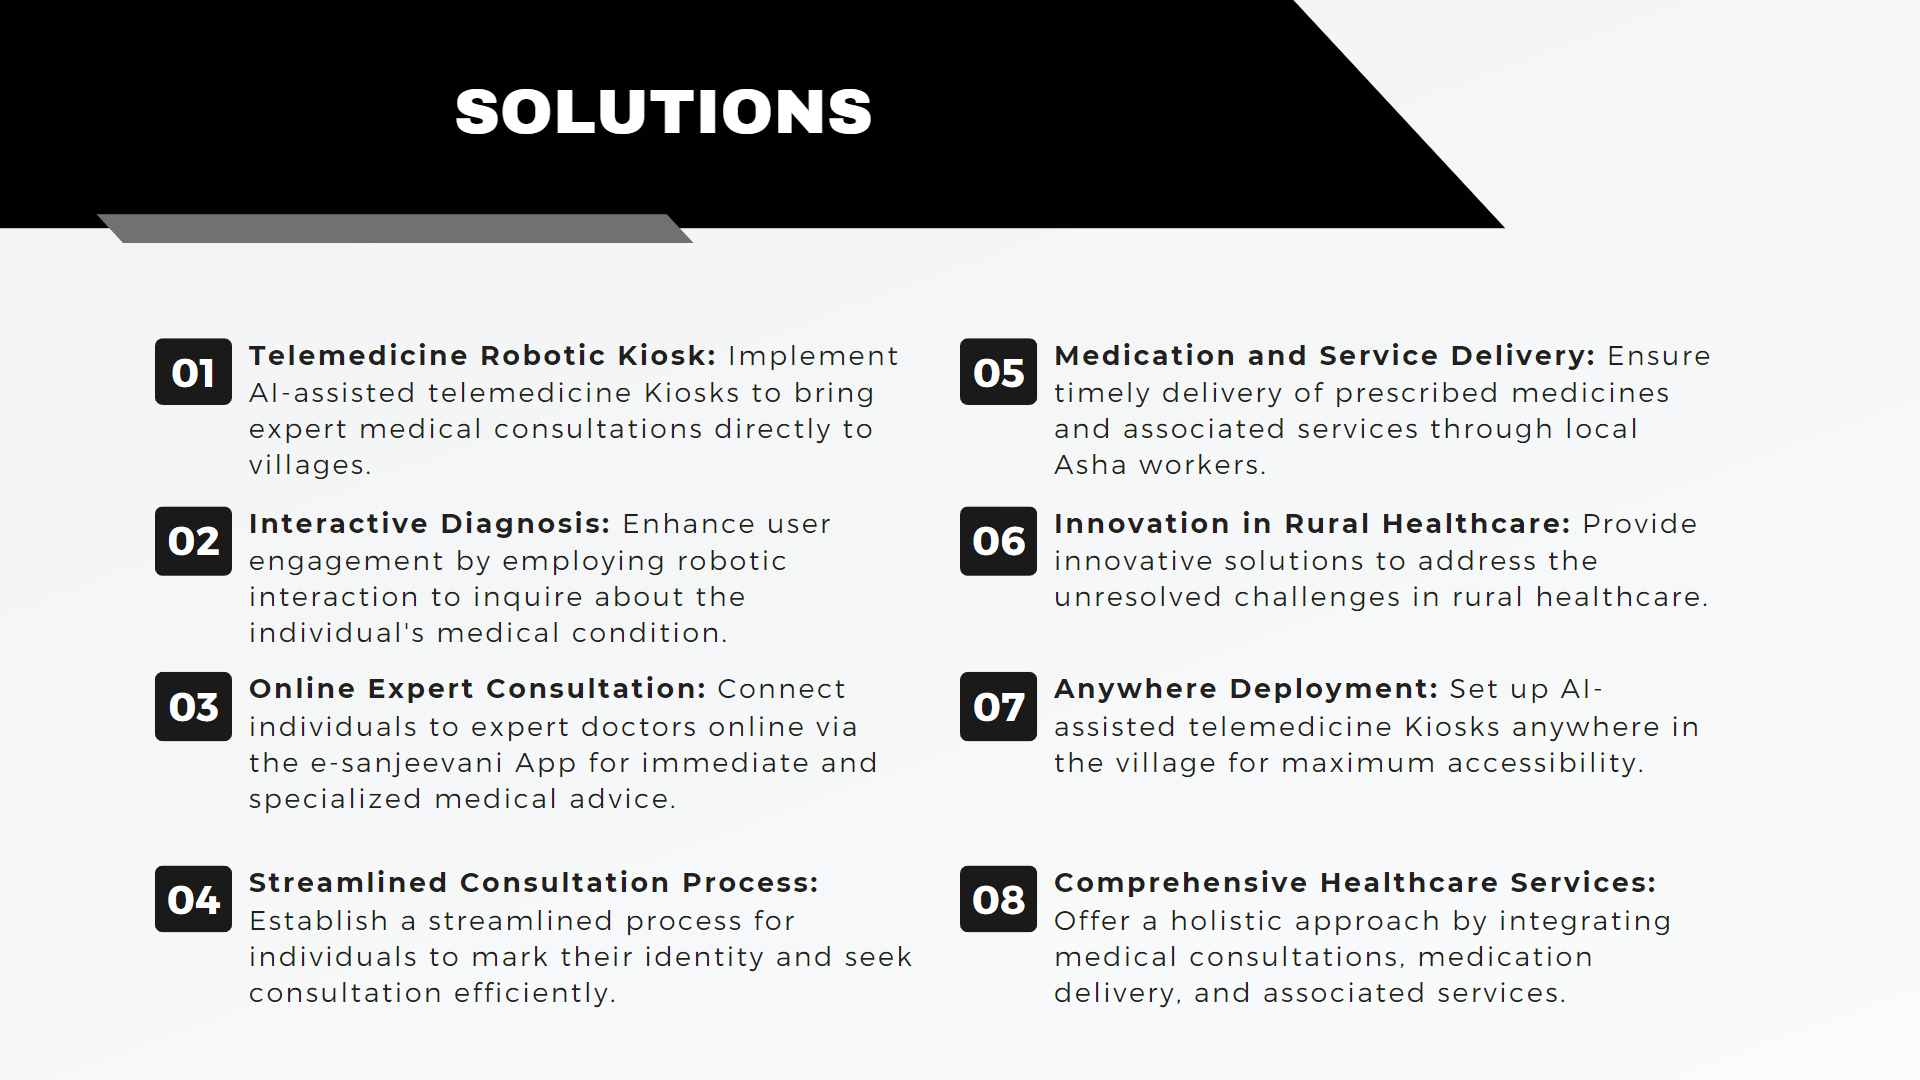 SOLUTIONS
01
Telemedicine Robotic Kiosk: Implement
AI-assisted telemedicine Kiosks to bring
expert medical consultations directly to
villages.
02
Interactive Diagnosis: Enhance user
engagement by employing robotic
interaction to inquire about the
individual's medical condition.
03
Online Expert Consultation: Connect
individuals to expert doctors online via
the e-sanjeevani App for immediate and
specialized medical advice.
04
Streamlined Consultation Process:
Establish a streamlined process for
individuals to mark their identity and seek
consultation efficiently.
05
Medication and Service Delivery: Ensure
timely delivery of prescribed medicines
and associated services through local
Asha workers.
06
Innovation in Rural Healthcare: Provide
innovative solutions to address the
unresolved challenges in rural healthcare.
07
Anywhere Deployment: Set up AI-
assisted telemedicine Kiosks anywhere in
the village for maximum accessibility.
08
Comprehensive Healthcare Services:
Offer a holistic approach by integrating
medical consultations, medication
delivery, and associated services.